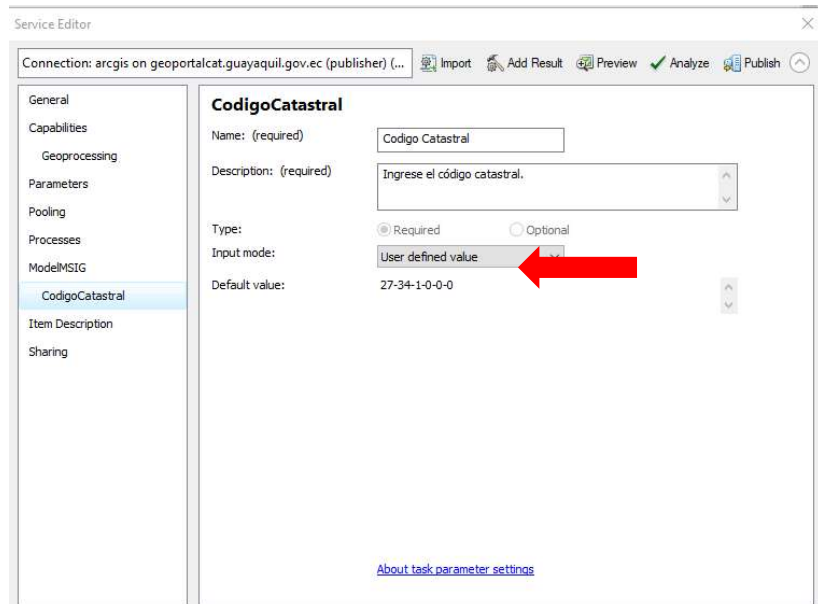 Service Editor
Connection: arcgis on geoportalcat.guayaquil.gov.ec (publisher) (... Import Add Result Preview Analyze Publish
General
Capabilities
Geoprocessing
Parameters
Pooling
Processes
ModelMSIG
CodigoCatastral
Item Description
Sharing
CodigoCatastral
Name: (required) Codigo Catastral
Description: (required) Ingrese el código catastral.
Type: Required Optional
Input mode: User defined value
Default value: 27-34-1-0-0-0
About task parameter settings